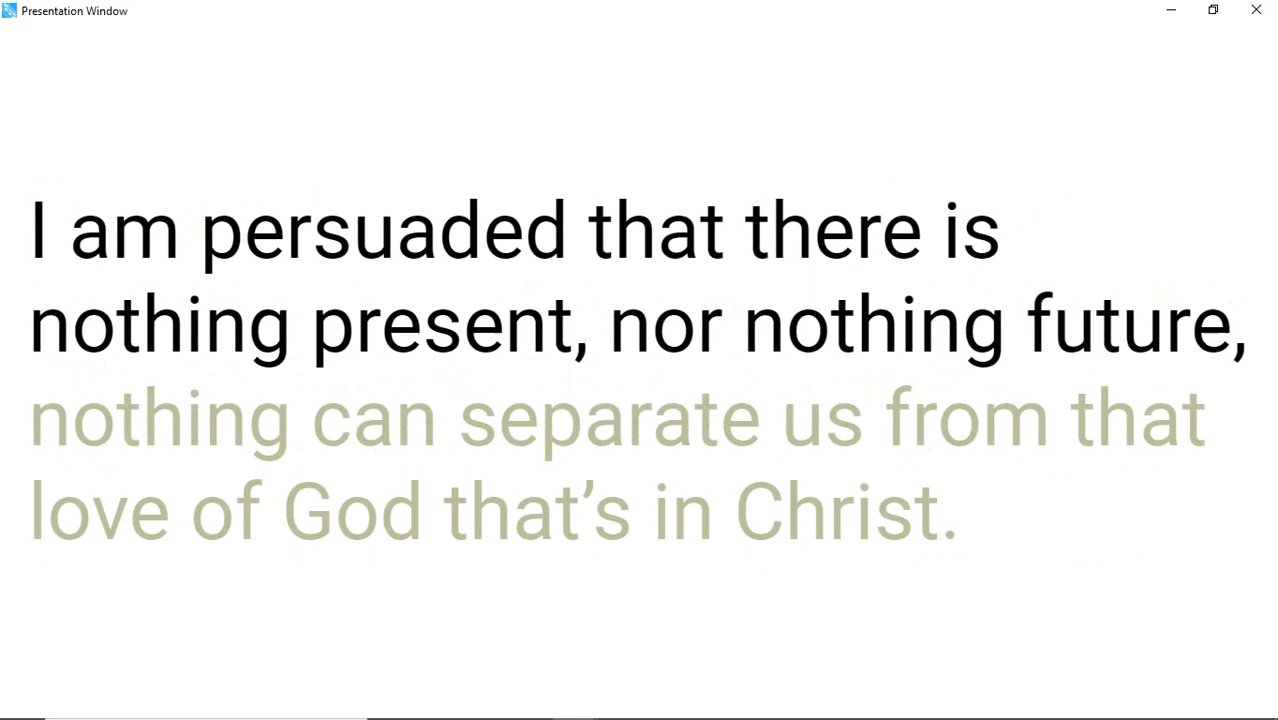 Presentation Window
I am persuaded that there is
nothing present, nor nothing future,
nothing can separate us from that
love of God that’s in Christ.